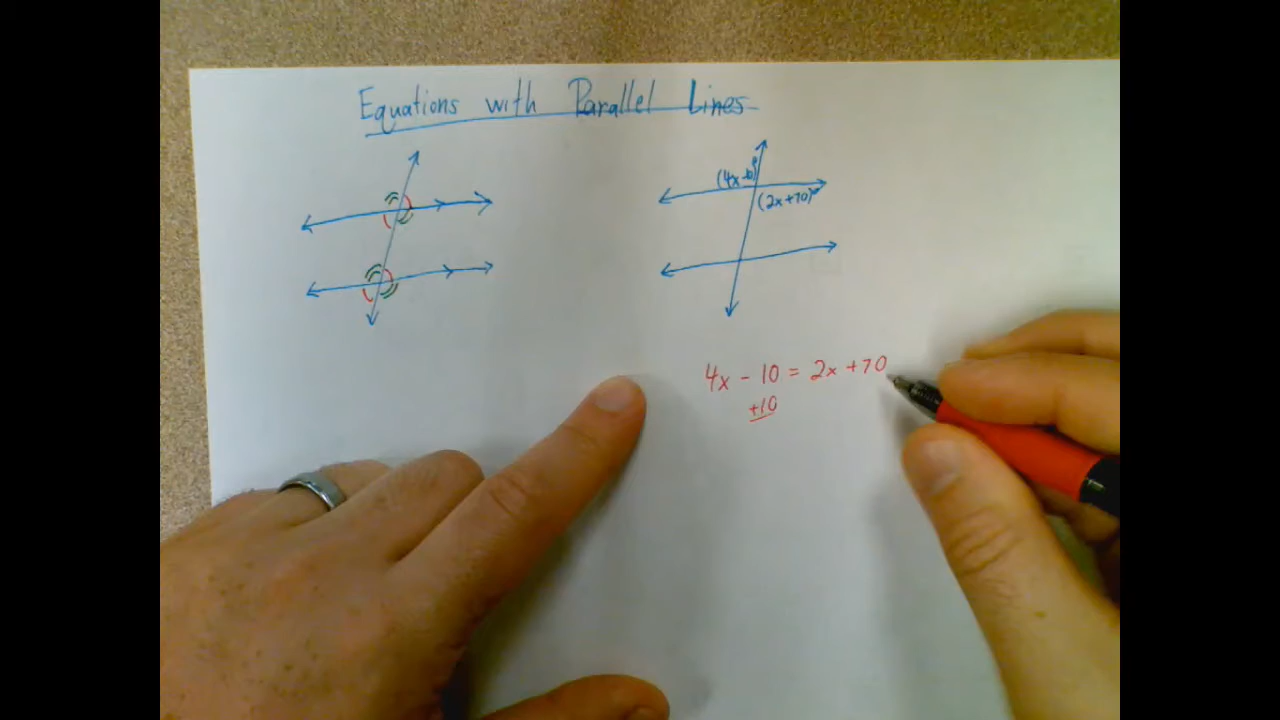 Equations with Parallel Lines
(4x-10)°
(2x+70)°
4x - 10 = 2x + 70
+10